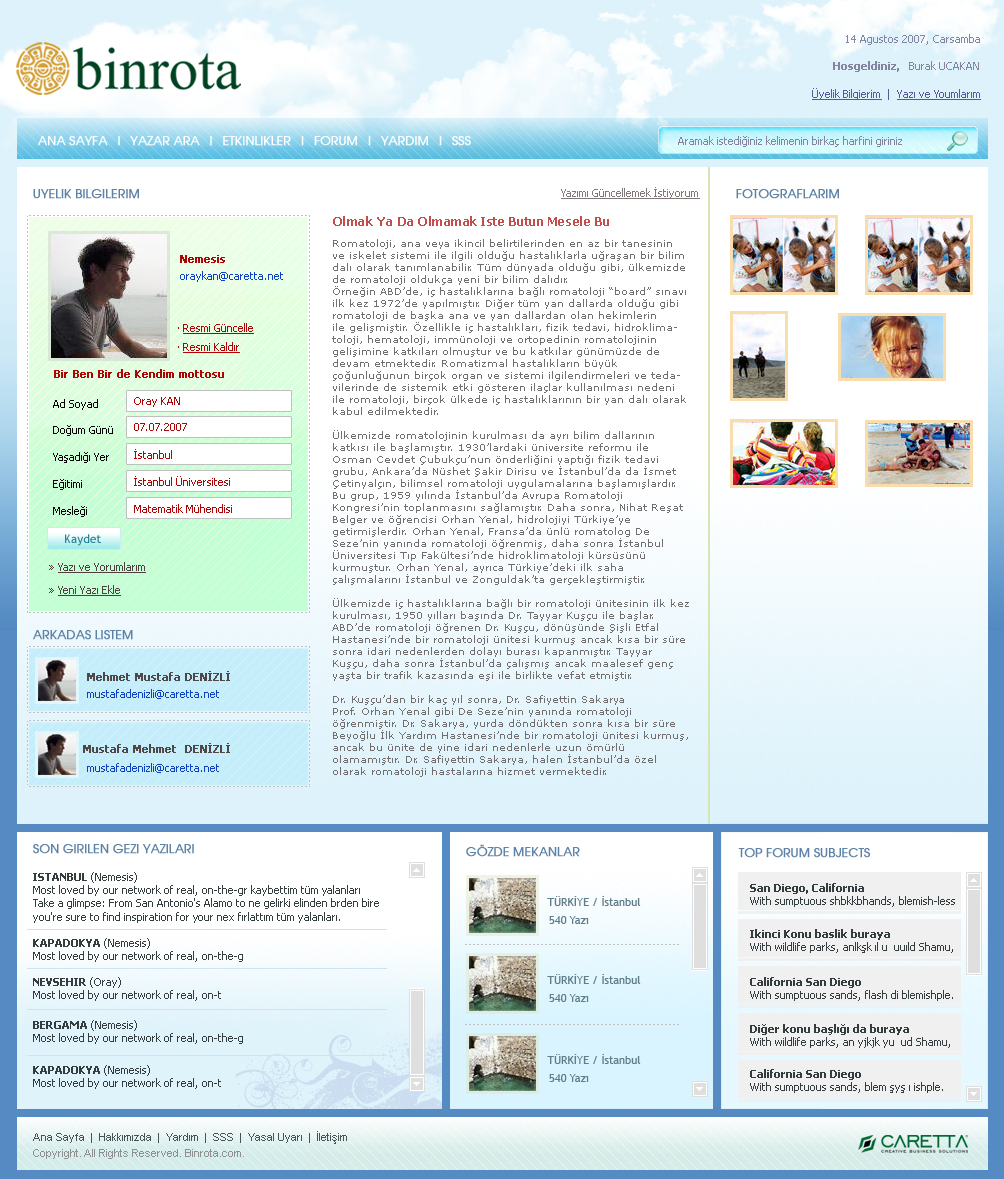 binrota
14 Agustos 2007, Carsamba
Hosgeldiniz, Burak UCAKAN
Üyelik Bilgierim | Yazı ve Youmlarım
ANA SAYFA | YAZAR ARA | ETKINLIKLER | FORUM | YARDIM | SSS
Aramak istediğiniz kelimenin birkaç harfini giriniz
UYELIK BILGILERIM
Nemesis
oraykan@caretta.net
· Resmi Güncelle
· Resmi Kaldır
Bir Ben Bir de Kendim mottosu
Ad Soyad Oray KAN
Doğum Günü 07.07.2007
Yaşadığı Yer İstanbul
Eğitimi İstanbul Üniversitesi
Mesleği Matematik Mühendisi
Kaydet
» Yazı ve Yorumlarım
» Yeni Yazı Ekle
ARKADAS LISTEM
Mehmet Mustafa DENİZLİ
mustafadenizli@caretta.net
Mustafa Mehmet DENİZLİ
mustafadenizli@caretta.net
Yazımı Güncellemek İstiyorum
Olmak Ya Da Olmamak Iste Butun Mesele Bu
Romatoloji, ana veya ikincil belirtilerinden en az bir tanesinin
ve iskelet sistemi ile ilgili olduğu hastalıklarla uğraşan bir bilim
dalı olarak tanımlanabilir. Tüm dünyada olduğu gibi, ülkemizde
de romatoloji oldukça yeni bir bilim dalıdır.
Örneğin ABD’de, iç hastalıklarına bağlı romatoloji “board” sınavı
ilk kez 1972’de yapılmıştır. Diğer tüm yan dallarda olduğu gibi
romatoloji de başka ana ve yan dallardan olan hekimlerin
ile gelişmiştir. Özellikle iç hastalıkları, fizik tedavi, hidroklima-
toloji, hematoloji, immünoloji ve ortopedinin romatolojinin
gelişimine katkıları olmuştur ve bu katkılar günümüzde de
devam etmektedir. Romatizmal hastalıkların büyük
çoğunluğunun birçok organ ve sistemi ilgilendirmeleri ve teda-
vilerinde de sistemik etki gösteren ilaçlar kullanılması nedeni
ile romatoloji, birçok ülkede iç hastalıklarının bir yan dalı olarak
kabul edilmektedir.
Ülkemizde romatolojinin kurulması da ayrı bilim dallarının
katkısı ile başlamıştır. 1930’lardaki üniversite reformu ile
Osman Cevdet Çubukçu’nun önderliğini yaptığı fizik tedavi
grubu, Ankara’da Nüshet Şakir Dirisu ve İstanbul’da da İsmet
Çetinyalçın, bilimsel romatoloji uygulamalarına başlamışlardır.
Bu grup, 1959 yılında İstanbul’da Avrupa Romatoloji
Kongresi’nin toplanmasını sağlamıştır. Daha sonra, Nihat Reşat
Belger ve öğrencisi Orhan Yenal, hidrolojiyi Türkiye’ye
getirmişlerdir. Orhan Yenal, Fransa’da ünlü romatolog De
Seze’nin yanında romatoloji öğrenmiş, daha sonra İstanbul
Üniversitesi Tıp Fakültesi’nde hidroklimatoloji kürsüsünü
kurmuştur. Orhan Yenal, ayrıca Türkiye’deki ilk saha
çalışmalarını İstanbul ve Zonguldak’ta gerçekleştirmiştir.
Ülkemizde iç hastalıklarına bağlı bir romatoloji ünitesinin ilk kez
kurulması, 1950 yılları başında Dr. Tayyar Kuşçu ile başlar.
ABD’de romatoloji öğrenen Dr. Kuşçu, dönüşünde Şişli Etfal
Hastanesi’nde bir romatoloji ünitesi kurmuş ancak kısa bir süre
sonra idari nedenlerden dolayı burası kapanmıştır. Tayyar
Kuşçu, daha sonra İstanbul’da çalışmış ancak maalesef genç
yaşta bir trafik kazasında eşi ile birlikte vefat etmiştir.
Dr. Kuşçu’dan bir kaç yıl sonra, Dr. Safiyettin Sakarya
Prof. Orhan Yenal gibi De Seze’nin yanında romatoloji
öğrenmiştir. Dr. Sakarya, yurda döndükten sonra kısa bir süre
Beyoğlu İlk Yardım Hastanesi’nde bir romatoloji ünitesi kurmuş,
ancak bu ünite de yine idari nedenlerle uzun ömürlü
olamamıştır. Dr. Safiyettin Sakarya, halen İstanbul’da özel
olarak romatoloji hastalarına hizmet vermektedir.
FOTOGRAFLARIM
SON GIRILEN GEZI YAZILARI
ISTANBUL (Nemesis)
Most loved by our network of real, on-the-gr kaybettim tüm yalanları
Take a glimpse: From San Antonio's Alamo to ne gelirki elinden brden bire
you're sure to find inspiration for your nex fırlattım tüm yalanları.
KAPADOKYA (Nemesis)
Most loved by our network of real, on-the-g
NEVSEHIR (Oray)
Most loved by our network of real, on-t
BERGAMA (Nemesis)
Most loved by our network of real, on-the-g
KAPADOKYA (Nemesis)
Most loved by our network of real, on-t
GÖZDE MEKANLAR
TÜRKİYE / İstanbul
540 Yazı
TÜRKİYE / İstanbul
540 Yazı
TÜRKİYE / İstanbul
540 Yazı
TOP FORUM SUBJECTS
San Diego, California
With sumptuous shbkkbhands, blemish-less
Ikinci Konu baslik buraya
With wildlife parks, anlkşk ıl u uuıld Shamu,
California San Diego
With sumptuous sands, flash di blemishple.
Diğer konu başlığı da buraya
With wildlife parks, an yjkjk yu ud Shamu,
California San Diego
With sumptuous sands, blem şyş ı ishple.
Ana Sayfa | Hakkımızda | Yardım | SSS | Yasal Uyarı | İletişim
Copyright. All Rights Reserved. Binrota.com.
CARETTA
CREATIVE BUSINESS SOLUTIONS